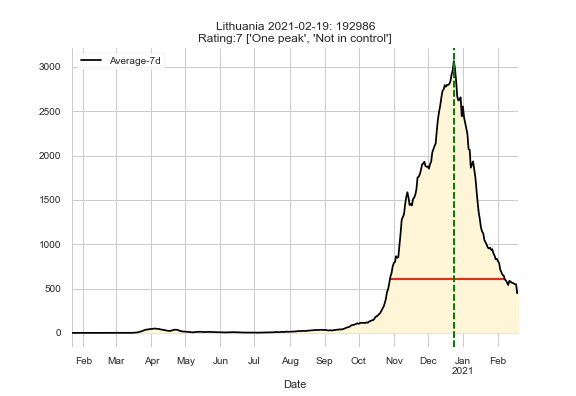 Lithuania 2021-02-19: 192986
Rating:7 ['One peak', 'Not in control']
Average-7d
3000
2500
2000
1500
1000
500
0
Feb Mar Apr May Jun Jul Aug Sep Oct Nov Dec Jan Feb
2021
Date